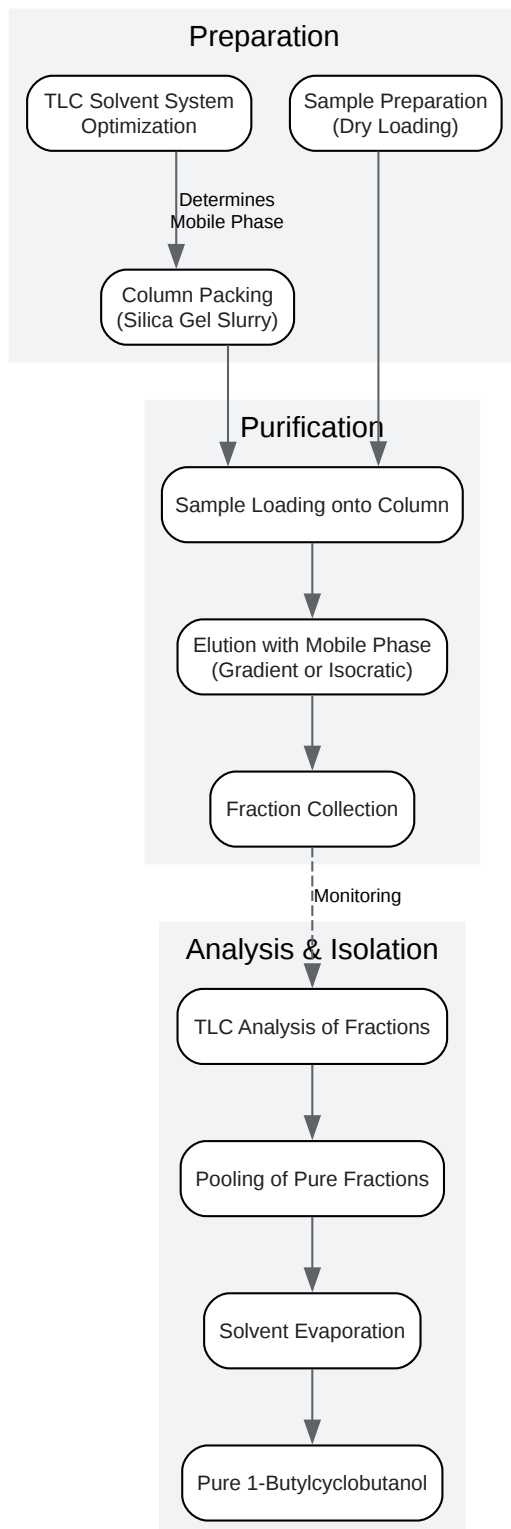 Preparation
TLC Solvent System
Optimization
Sample Preparation
(Dry Loading)
Determines
Mobile Phase
Column Packing
(Silica Gel Slurry)
Purification
Sample Loading onto Column
Elution with Mobile Phase
(Gradient or Isocratic)
Fraction Collection
Monitoring
Analysis & Isolation
TLC Analysis of Fractions
Pooling of Pure Fractions
Solvent Evaporation
Pure 1-Butylcyclobutanol